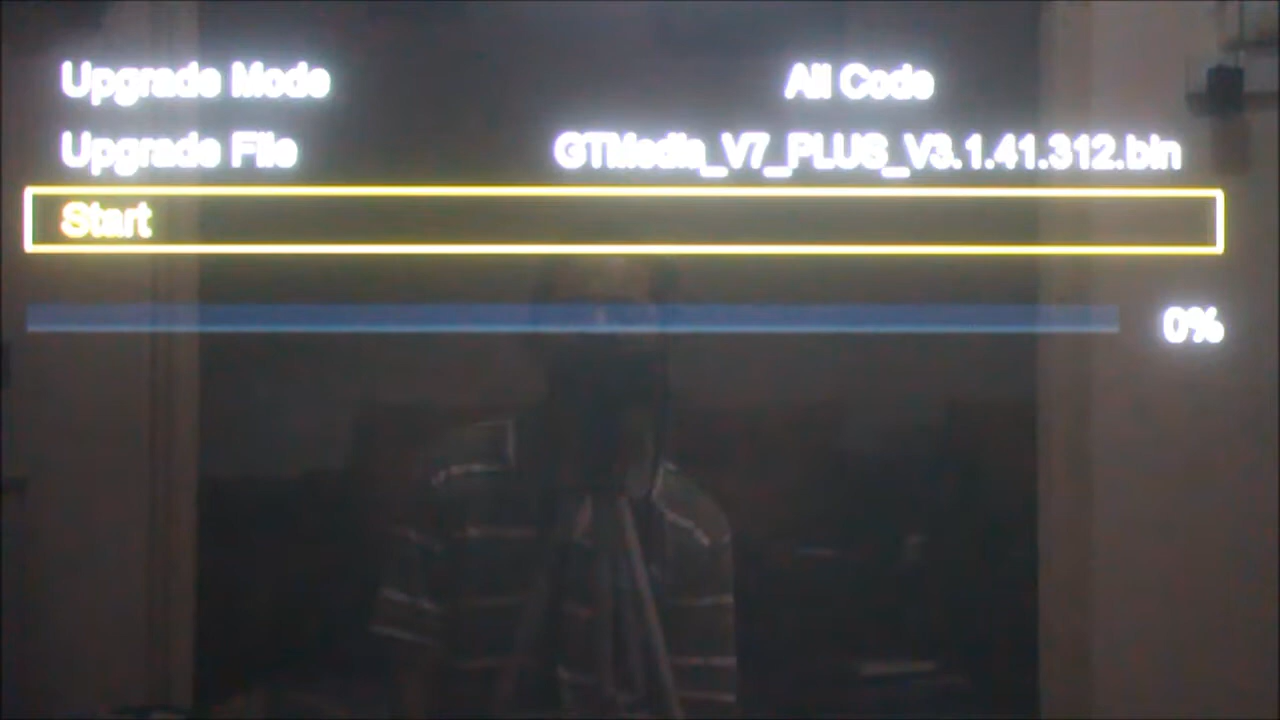 Upgrade Mode All Code
Upgrade File GTMedia_V7_PLUS_V3.1.41.312.bin
Start
0%